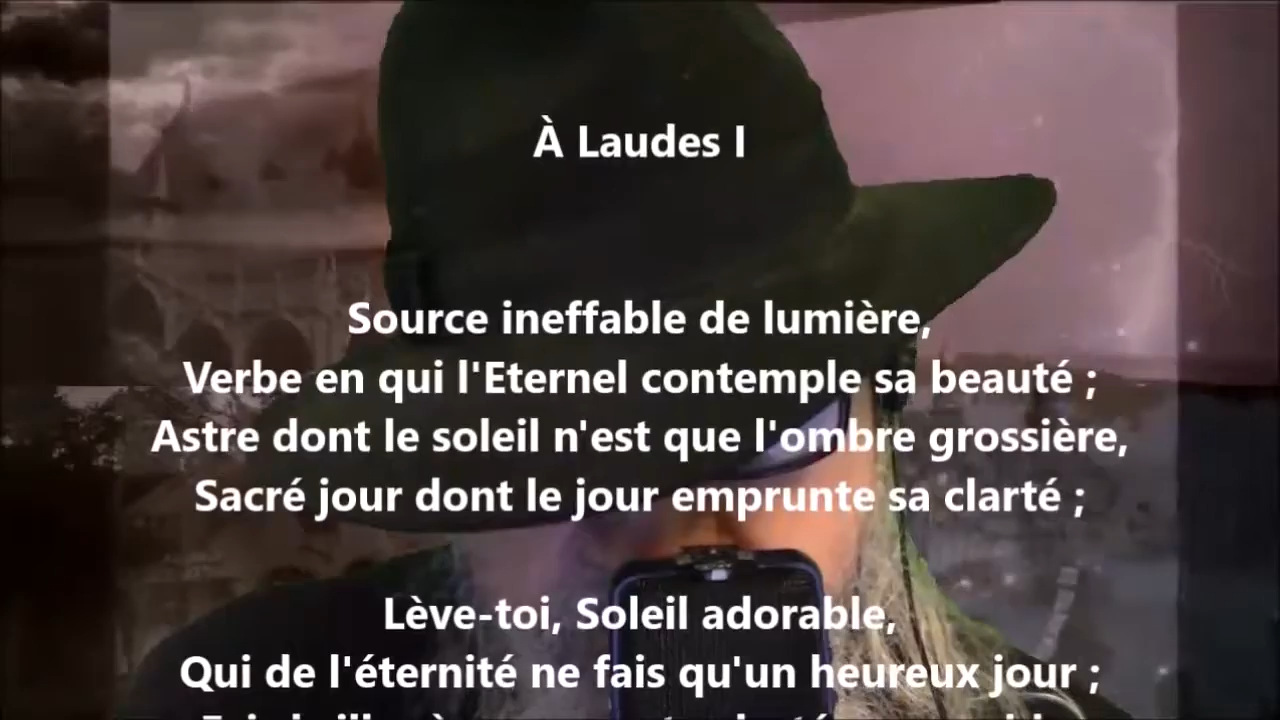 À Laudes I
Source ineffable de lumière,
Verbe en qui l'Eternel contemple sa beauté ;
Astre dont le soleil n'est que l'ombre grossière,
Sacré jour dont le jour emprunte sa clarté ;
Lève-toi, Soleil adorable,
Qui de l'éternité ne fais qu'un heureux jour ;